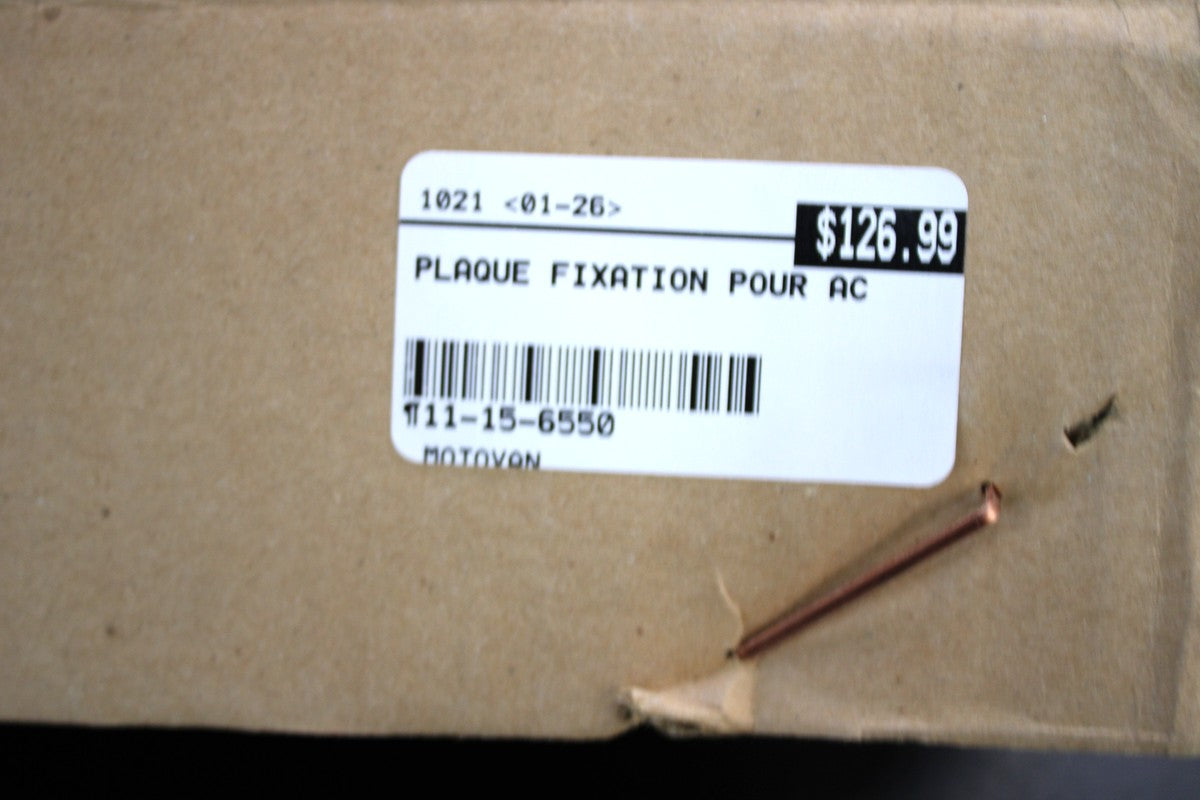 1021 <01-26>
$126.99
PLAQUE FIXATION POUR AC
¶11-15-6550
MOTOVAN